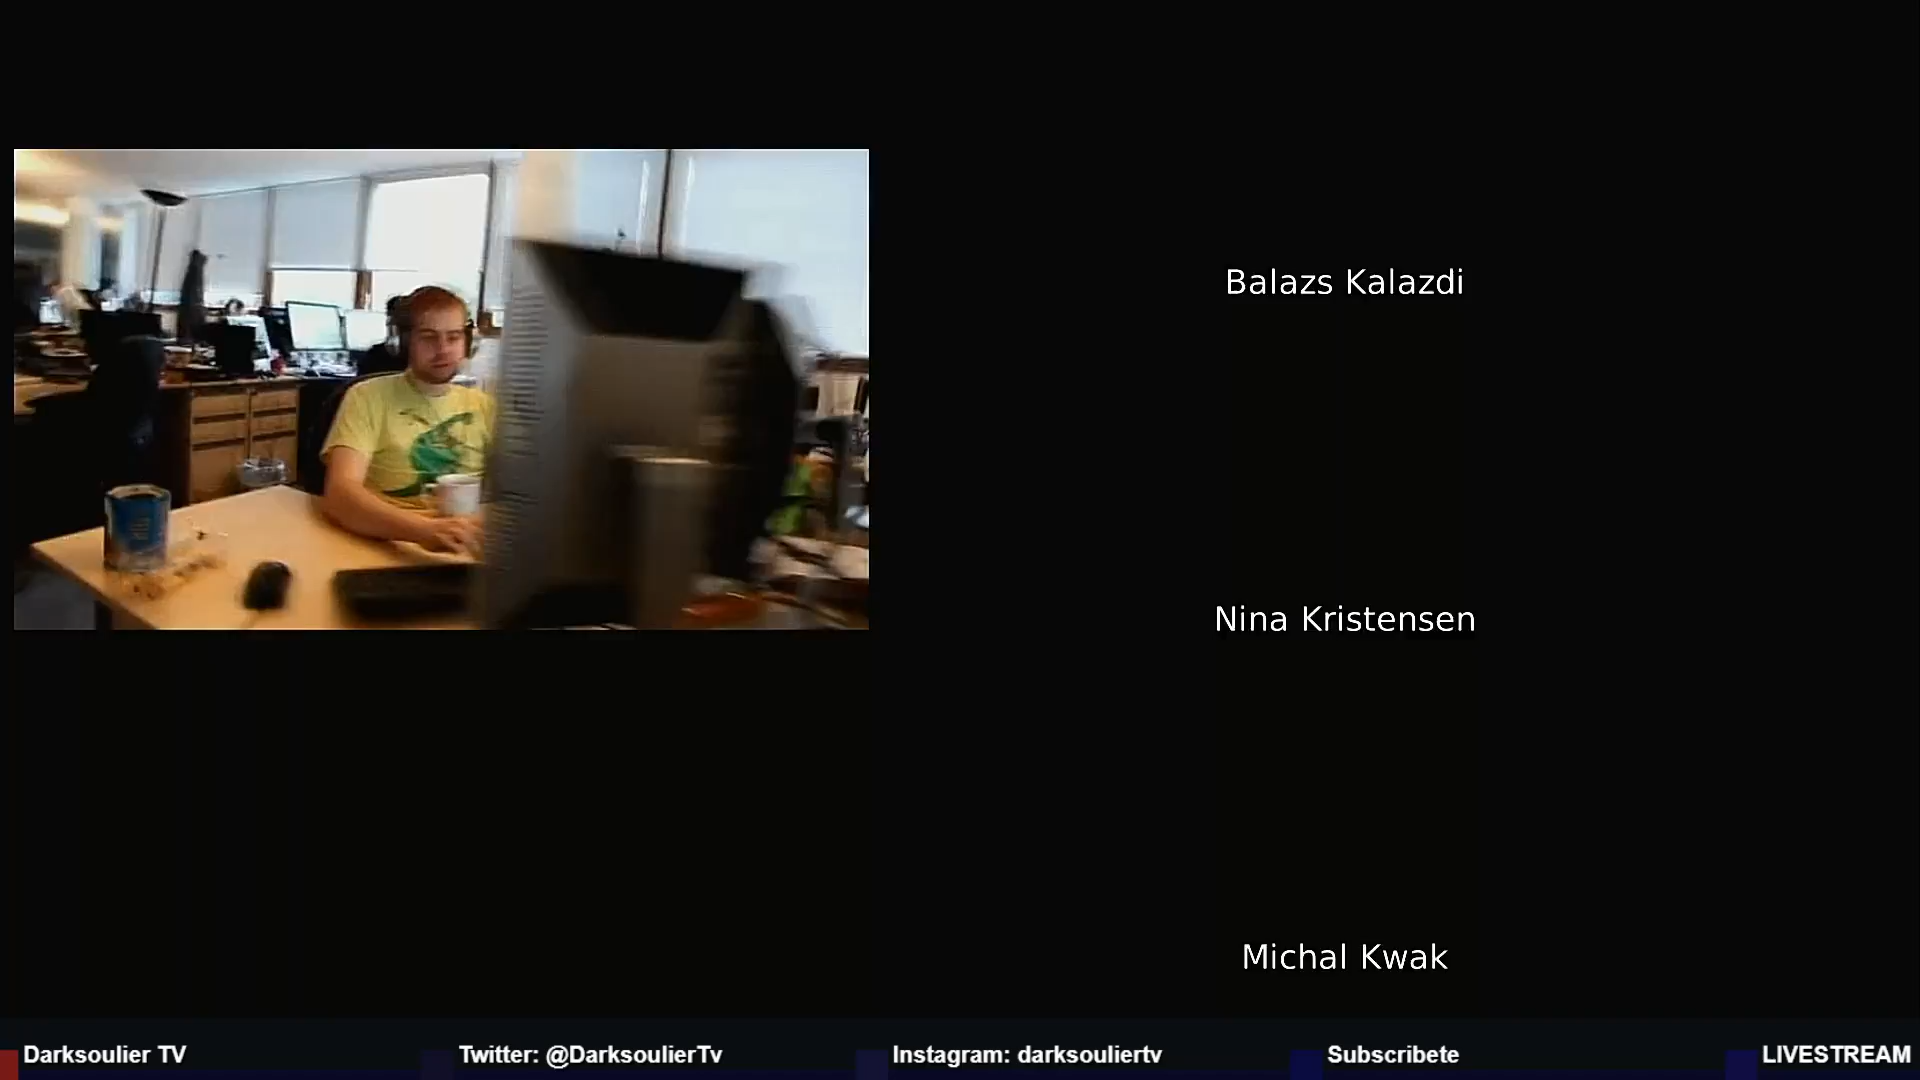 Balazs Kalazdi
Nina Kristensen
Michal Kwak
Darksoulier TV Twitter: @DarksoulierTv Instagram: darksouliertv Subscribete LIVESTREAM